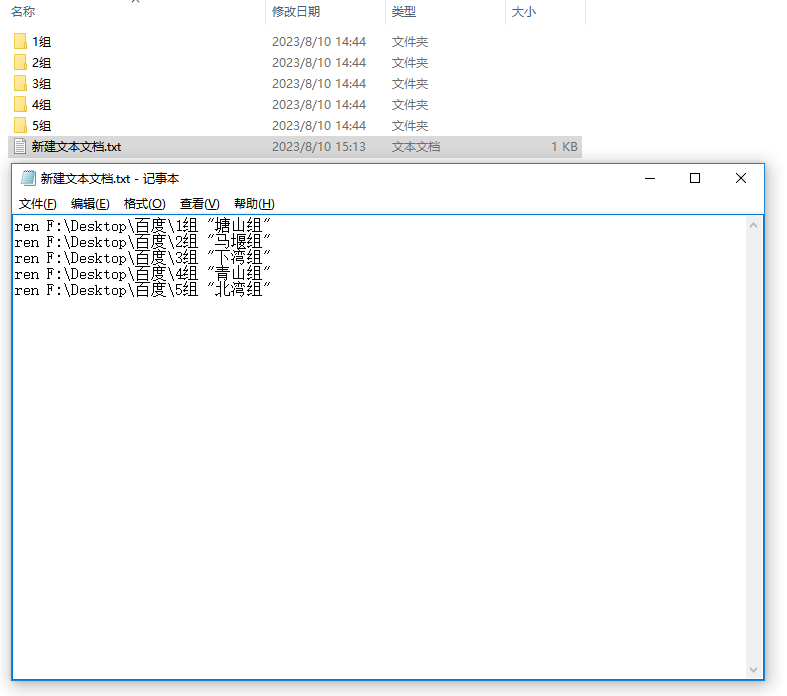 名称 修改日期 类型 大小
1组 2023/8/10 14:44 文件夹
2组 2023/8/10 14:44 文件夹
3组 2023/8/10 14:44 文件夹
4组 2023/8/10 14:44 文件夹
5组 2023/8/10 14:44 文件夹
新建文本文档.txt 2023/8/10 15:13 文本文档 1 KB
新建文本文档.txt - 记事本
文件(F) 编辑(E) 格式(O) 查看(V) 帮助(H)
ren F:\Desktop\百度\1组 "塘山组"
ren F:\Desktop\百度\2组 "马堰组"
ren F:\Desktop\百度\3组 "下湾组"
ren F:\Desktop\百度\4组 "青山组"
ren F:\Desktop\百度\5组 "北湾组"